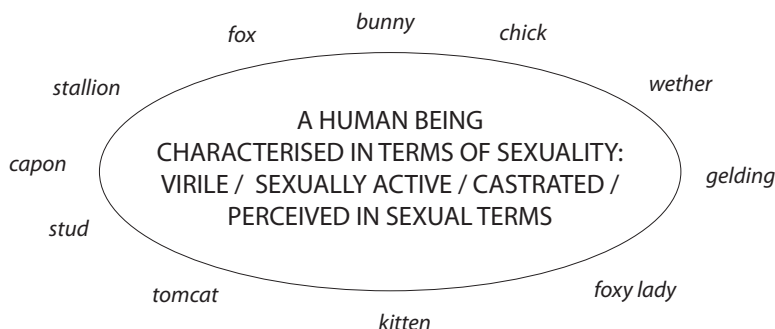 bunny
fox
chick
stallion
wether
A HUMAN BEING
CHARACTERISED IN TERMS OF SEXUALITY:
VIRILE / SEXUALLY ACTIVE / CASTRATED /
PERCEIVED IN SEXUAL TERMS
capon
gelding
stud
tomcat
foxy lady
kitten